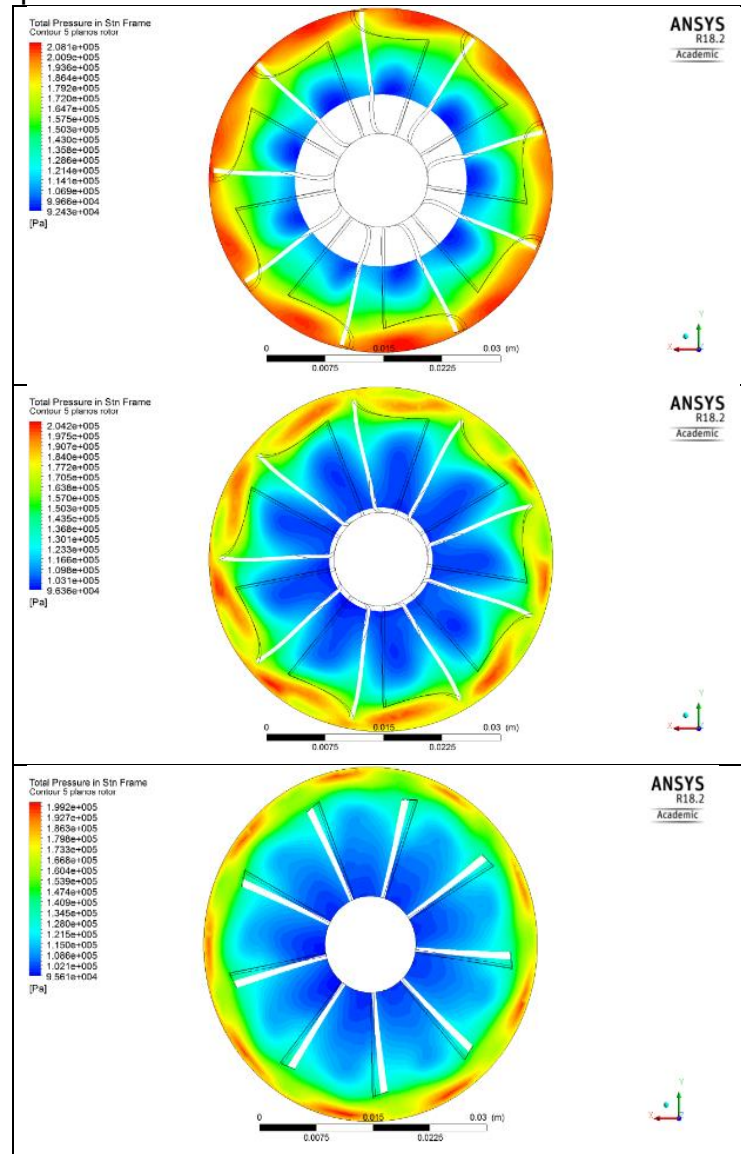 Total Pressure in Stn Frame
Contour 5 planos rotor
2.081e+005
2.009e+005
1.936e+005
1.864e+005
1.792e+005
1.720e+005
1.647e+005
1.575e+005
1.503e+005
1.430e+005
1.358e+005
1.286e+005
1.214e+005
1.141e+005
1.069e+005
9.966e+004
9.243e+004
[Pa]
ANSYS
R18.2
Academic
0 0.015 0.03 (m)
0.0075 0.0225
Y
X
Total Pressure in Stn Frame
Contour 5 planos rotor
2.042e+005
1.975e+005
1.907e+005
1.840e+005
1.772e+005
1.705e+005
1.638e+005
1.570e+005
1.503e+005
1.435e+005
1.368e+005
1.301e+005
1.233e+005
1.166e+005
1.098e+005
1.031e+005
9.636e+004
[Pa]
ANSYS
R18.2
Academic
0 0.015 0.03 (m)
0.0075 0.0225
Y
X
Total Pressure in Stn Frame
Contour 5 planos rotor
1.992e+005
1.927e+005
1.863e+005
1.798e+005
1.733e+005
1.668e+005
1.604e+005
1.539e+005
1.474e+005
1.409e+005
1.345e+005
1.280e+005
1.215e+005
1.150e+005
1.086e+005
1.021e+005
9.561e+004
[Pa]
ANSYS
R18.2
Academic
0 0.015 0.03 (m)
0.0075 0.0225
Y
X